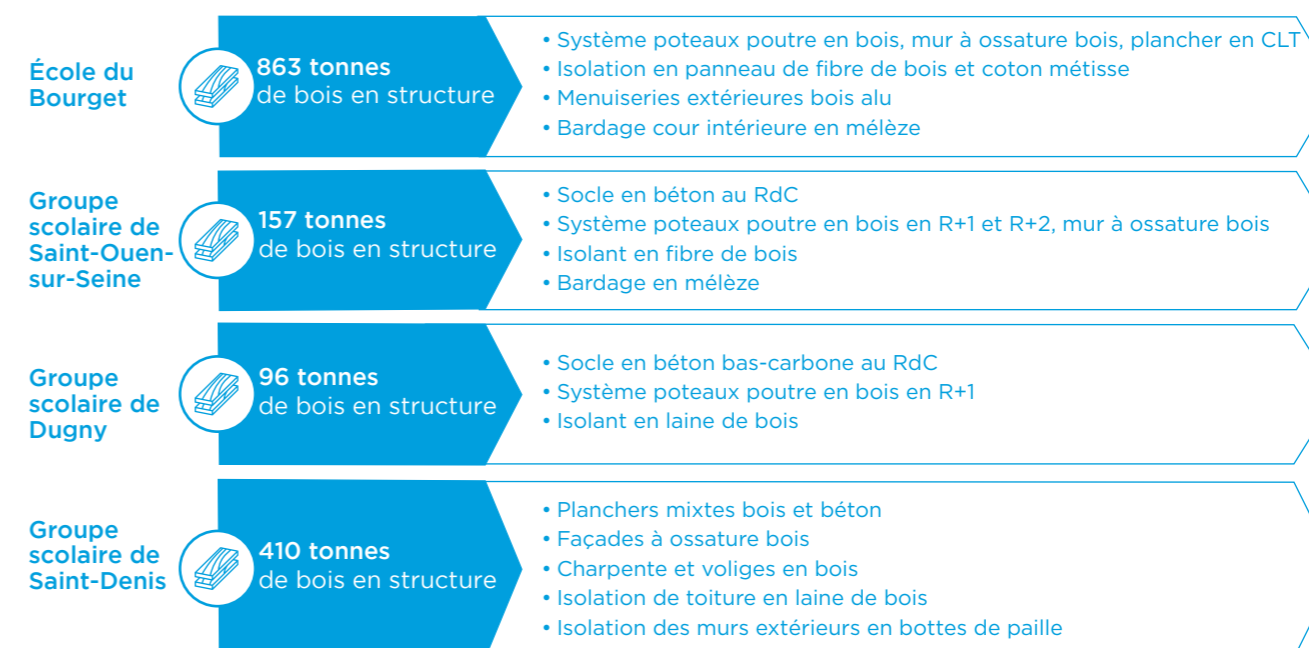 École du
Bourget
863 tonnes
de bois en structure
• Système poteaux poutre en bois, mur à ossature bois, plancher en CLT
• Isolation en panneau de fibre de bois et coton métisse
• Menuiseries extérieures bois alu
• Bardage cour intérieure en mélèze
Groupe
scolaire de
Saint-Ouen-
sur-Seine
157 tonnes
de bois en structure
• Socle en béton au RdC
• Système poteaux poutre en bois en R+1 et R+2, mur à ossature bois
• Isolant en fibre de bois
• Bardage en mélèze
Groupe
scolaire de
Dugny
96 tonnes
de bois en structure
• Socle en béton bas-carbone au RdC
• Système poteaux poutre en bois en R+1
• Isolant en laine de bois
Groupe
scolaire de
Saint-Denis
410 tonnes
de bois en structure
• Planchers mixtes bois et béton
• Façades à ossature bois
• Charpente et voliges en bois
• Isolation de toiture en laine de bois
• Isolation des murs extérieurs en bottes de paille